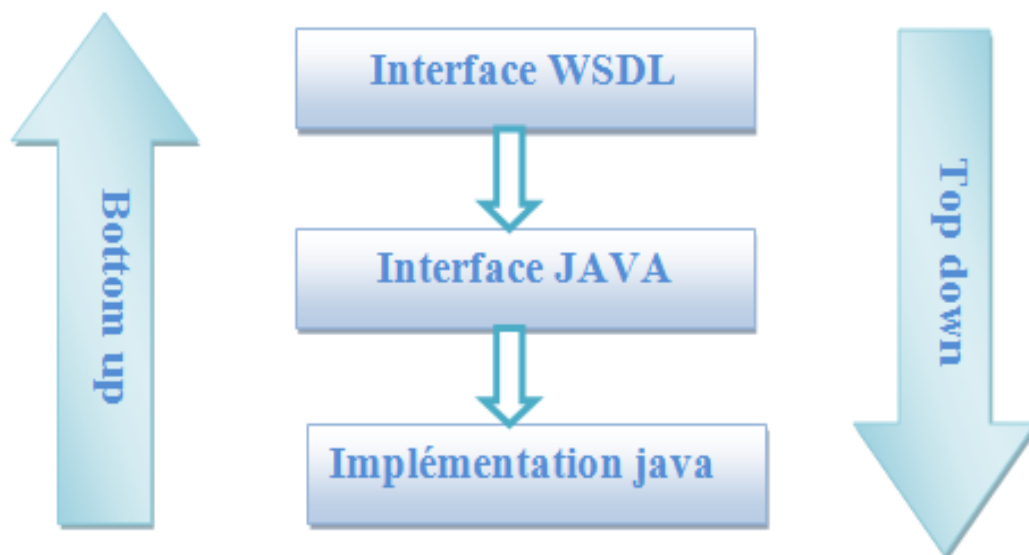 Interface WSDL
Bottom up
Top down
Interface JAVA
Implémentation java